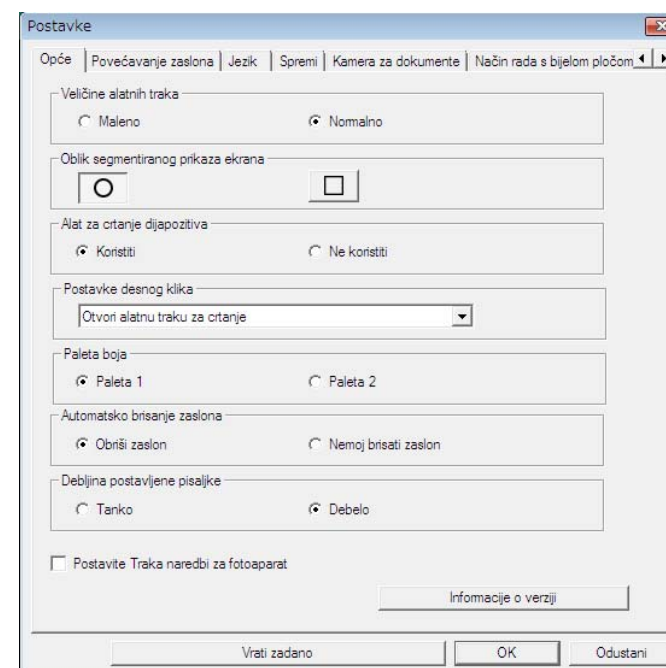 Postavke
Opće Povećavanje zaslona Jezik Spremi Kamera za dokumente Način rada s bijelom pločom
Veličine alatnih traka
Maleno Normalno
Oblik segmentiranog prikaza ekrana
Alat za crtanje dijapozitiva
Koristiti Ne koristiti
Postavke desnog klika
Otvori alatnu traku za crtanje
Paleta boja
Paleta 1 Paleta 2
Automatsko brisanje zaslona
Obriši zaslon Nemoj brisati zaslon
Debljina postavljene pisaljke
Tanko Debelo
Postavite Traka naredbi za fotoaparat
Informacije o verziji
Vrati zadano OK Odustani